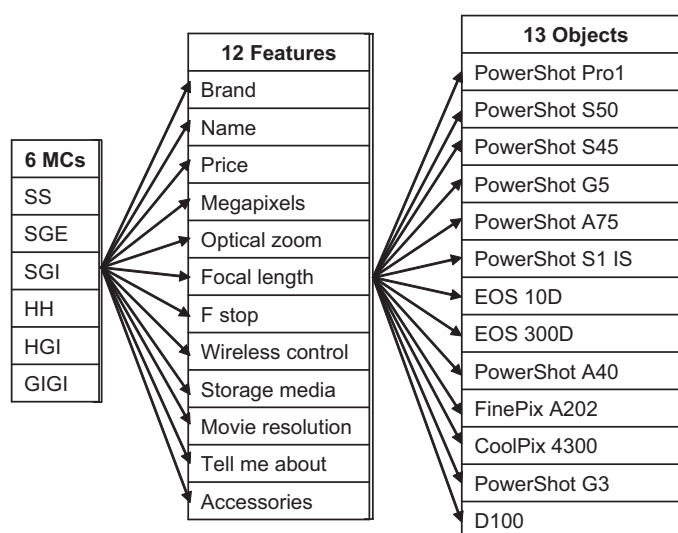 6 MCs
SS
SGE
SGI
HH
HGI
GIGI
12 Features
Brand
Name
Price
Megapixels
Optical zoom
Focal length
F stop
Wireless control
Storage media
Movie resolution
Tell me about
Accessories
13 Objects
PowerShot Pro1
PowerShot S50
PowerShot S45
PowerShot G5
PowerShot A75
PowerShot S1 IS
EOS 10D
EOS 300D
PowerShot A40
FinePix A202
CoolPix 4300
PowerShot G3
D100